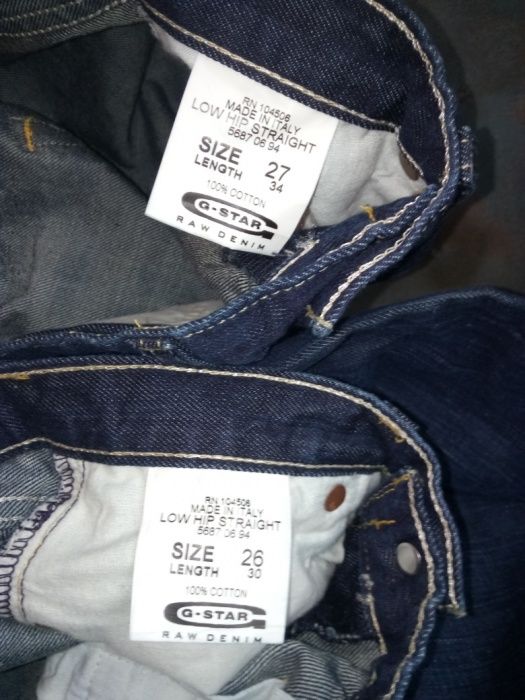 RN 104506
MADE IN ITALY
LOW HIP STRAIGHT
5687 06 94
SIZE 27
LENGTH 34
100% COTTON
G-STAR
RAW DENIM
RN 104506
MADE IN ITALY
LOW HIP STRAIGHT
5687 06 94
SIZE 26
LENGTH 30
100% COTTON
G-STAR
RAW DENIM